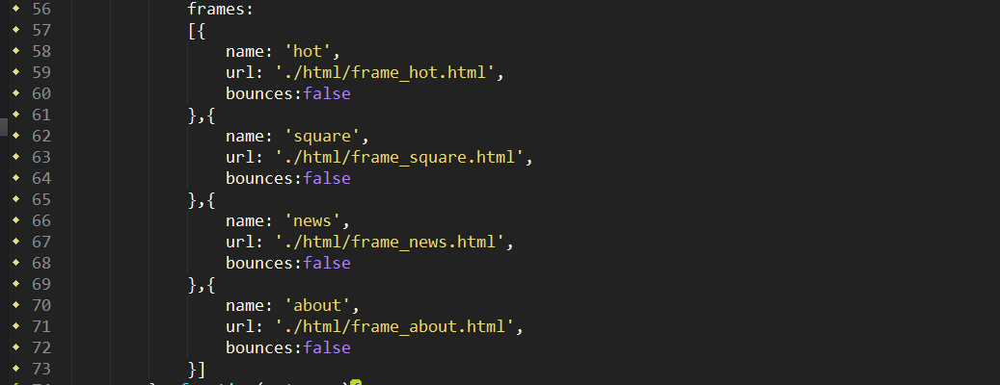 56 frames:
57 [{
58 name: 'hot',
59 url: './html/frame_hot.html',
60 bounces:false
61 },{
62 name: 'square',
63 url: './html/frame_square.html',
64 bounces:false
65 },{
66 name: 'news',
67 url: './html/frame_news.html',
68 bounces:false
69 },{
70 name: 'about',
71 url: './html/frame_about.html',
72 bounces:false
73 }]